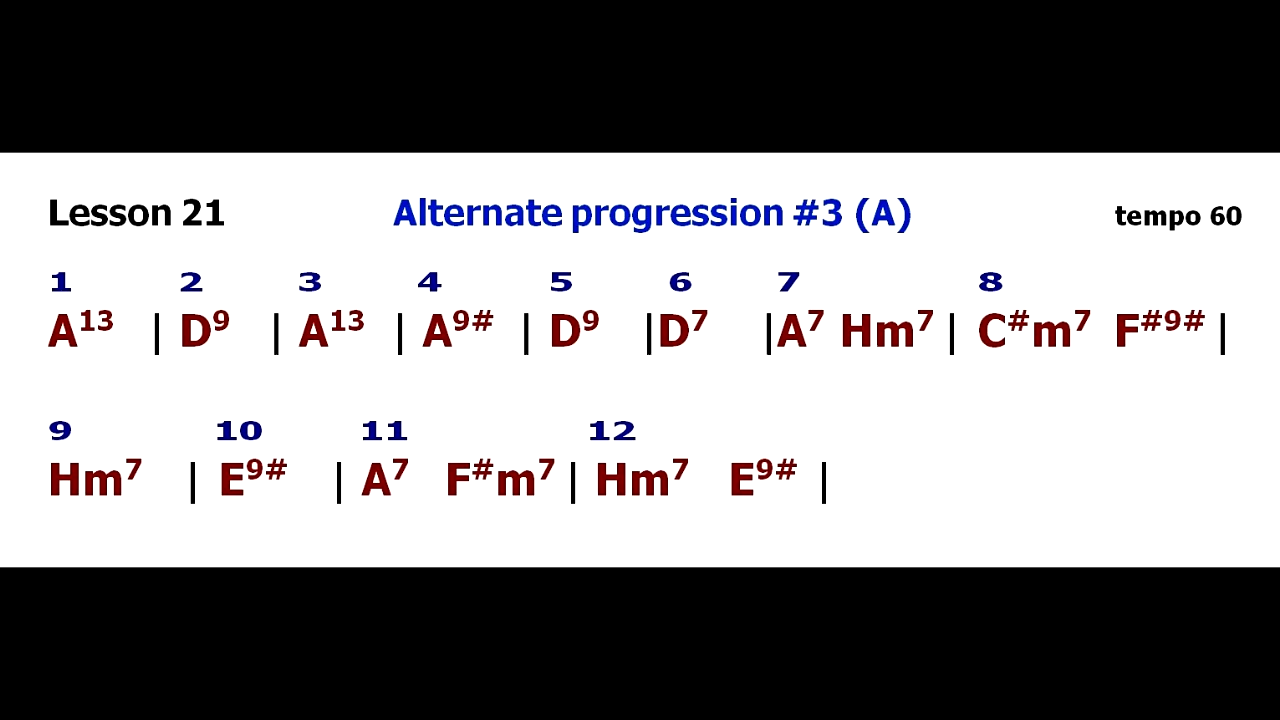 Lesson 21 Alternate progression #3 (A) tempo 60
1 2 3 4 5 6 7 8
A13 | D9 | A13 | A9# | D9 |D7 |A7 Hm7 | C#m7 F#9# |
9 10 11 12
Hm7 | E9# | A7 F#m7 | Hm7 E9# |